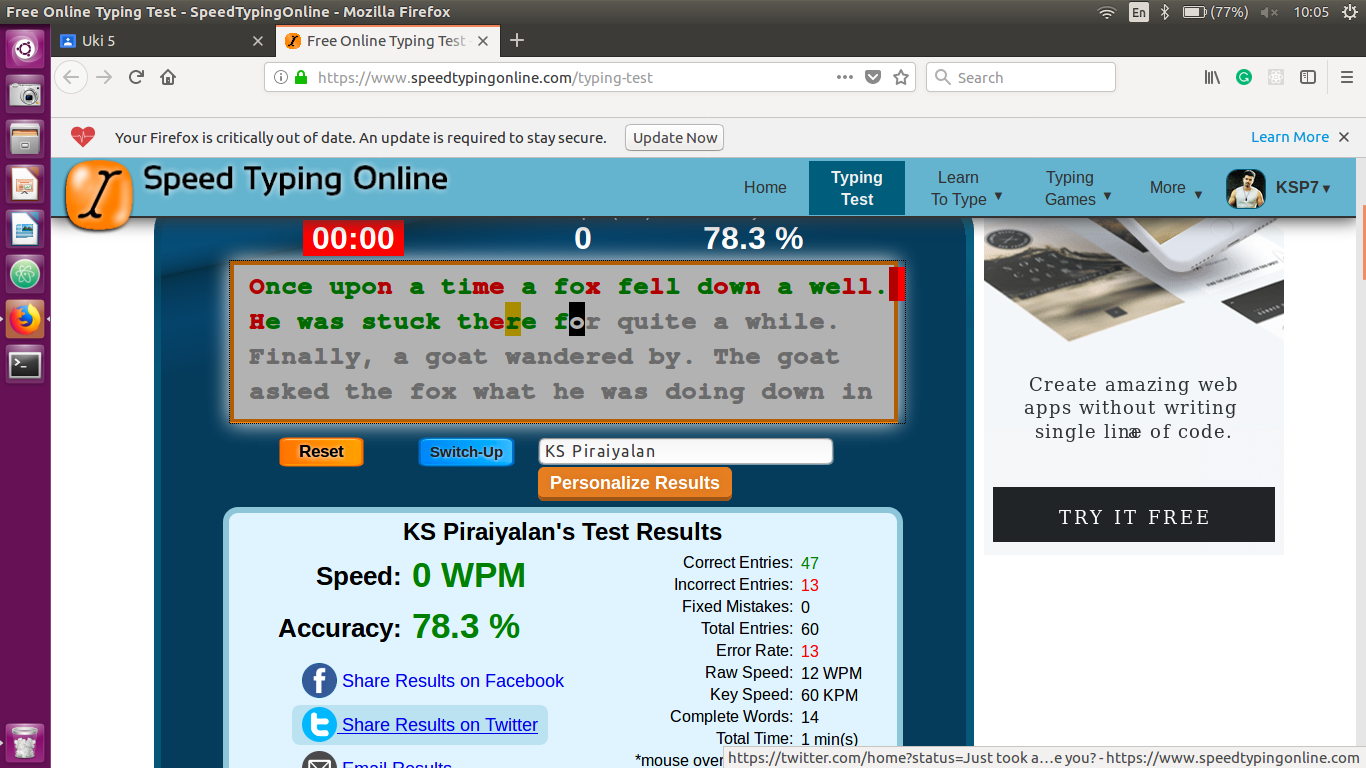 Free Online Typing Test - SpeedTypingOnline - Mozilla Firefox
En (77%) 10:05
Uki 5
Free Online Typing Test
https://www.speedtypingonline.com/typing-test
Search
Your Firefox is critically out of date. An update is required to stay secure.
Update Now
Learn More
Speed Typing Online
Home
Typing Test
Learn To Type
Typing Games
More
KSP7
00:00 0 78.3 %
Once upon a time a fox fell down a well.
He was stuck there for quite a while.
Finally, a goat wandered by. The goat
asked the fox what he was doing down in
Reset
Switch-Up
KS Piraiyalan
Personalize Results
KS Piraiyalan's Test Results
Speed: 0 WPM
Accuracy: 78.3 %
Share Results on Facebook
Share Results on Twitter
Email Results
Correct Entries: 47
Incorrect Entries: 13
Fixed Mistakes: 0
Total Entries: 60
Error Rate: 13
Raw Speed: 12 WPM
Key Speed: 60 KPM
Complete Words: 14
Total Time: 1 min(s)
*mouse over
Create amazing web
apps without writing
single line of code.
TRY IT FREE
https://twitter.com/home?status=Just took a…e you? - https://www.speedtypingonline.com